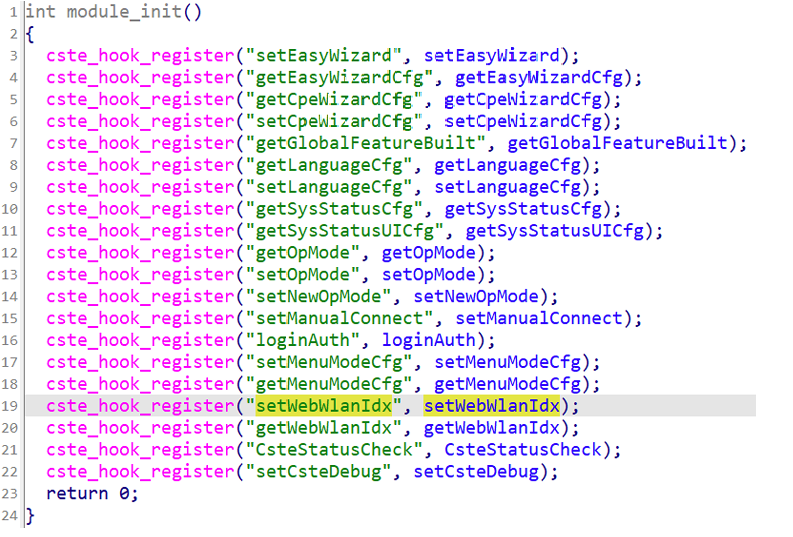 1 int module_init()
2 {
3 cste_hook_register("setEasyWizard", setEasyWizard);
4 cste_hook_register("getEasyWizardCfg", getEasyWizardCfg);
5 cste_hook_register("getCpeWizardCfg", getCpeWizardCfg);
6 cste_hook_register("setCpeWizardCfg", setCpeWizardCfg);
7 cste_hook_register("getGlobalFeatureBuilt", getGlobalFeatureBuilt);
8 cste_hook_register("getLanguageCfg", getLanguageCfg);
9 cste_hook_register("setLanguageCfg", setLanguageCfg);
10 cste_hook_register("getSysStatusCfg", getSysStatusCfg);
11 cste_hook_register("getSysStatusUICfg", getSysStatusUICfg);
12 cste_hook_register("getOpMode", getOpMode);
13 cste_hook_register("setOpMode", setOpMode);
14 cste_hook_register("setNewOpMode", setNewOpMode);
15 cste_hook_register("setManualConnect", setManualConnect);
16 cste_hook_register("loginAuth", loginAuth);
17 cste_hook_register("setMenuModeCfg", setMenuModeCfg);
18 cste_hook_register("getMenuModeCfg", getMenuModeCfg);
19 cste_hook_register("setWebWlanIdx", setWebWlanIdx);
20 cste_hook_register("getWebWlanIdx", getWebWlanIdx);
21 cste_hook_register("CsteStatusCheck", CsteStatusCheck);
22 cste_hook_register("setCsteDebug", setCsteDebug);
23 return 0;
24 }